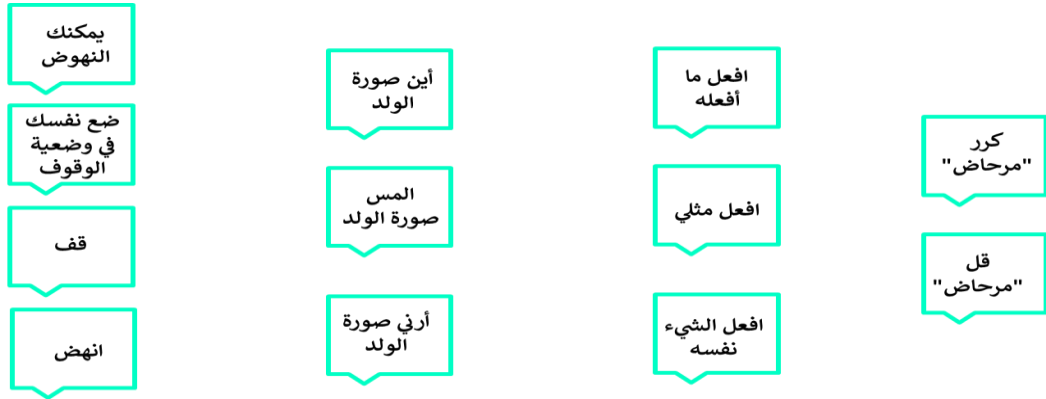 كرر
"مرحاض"
قل
"مرحاض"
افعل ما
أفعله
افعل مثلي
افعل الشيء
نفسه
أين صورة
الولد
المس
صورة الولد
أرني صورة
الولد
يمكنك
النهوض
ضع نفسك
في وضعية
الوقوف
قف
انهض